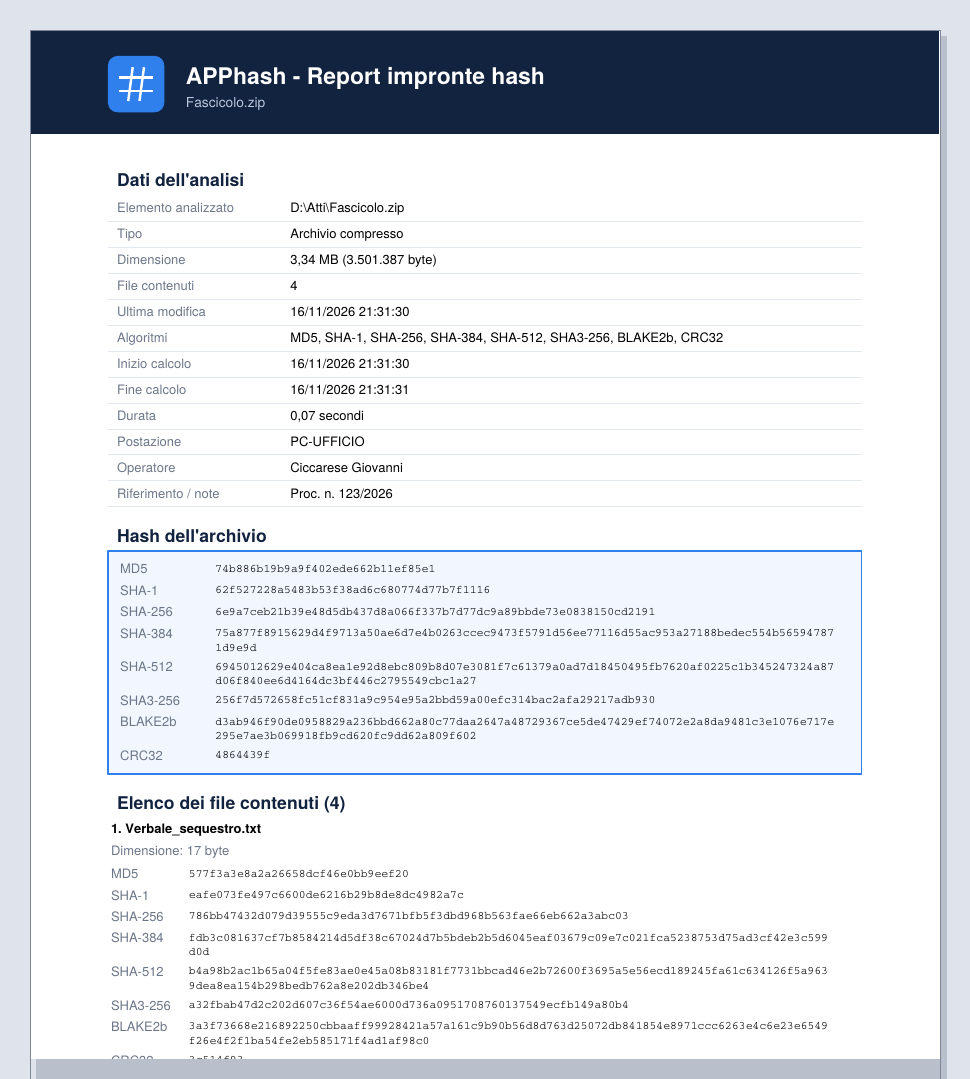 APPhash - Report impronte hash
Fascicolo.zip
Dati dell'analisi
Elemento analizzato D:\Atti\Fascicolo.zip
Tipo Archivio compresso
Dimensione 3,34 MB (3.501.387 byte)
File contenuti 4
Ultima modifica 16/11/2026 21:31:30
Algoritmi MD5, SHA-1, SHA-256, SHA-384, SHA-512, SHA3-256, BLAKE2b, CRC32
Inizio calcolo 16/11/2026 21:31:30
Fine calcolo 16/11/2026 21:31:31
Durata 0,07 secondi
Postazione PC-UFFICIO
Operatore Ciccarese Giovanni
Riferimento / note Proc. n. 123/2026
Hash dell'archivio
MD5 74b886b19b9a9f402ede662b11ef85e1
SHA-1 62f527228a5483b53f38ad6c680774d77b7f1116
SHA-256 6e9a7ceb21b39e48d5db437d8a066f337b7d77dc9a89bbde73e0838150cd2191
SHA-384 75a877f8915629d4f9713a50ae6d7e4b0263ccec9473f5791d56ee77116d55ac953a27188bedec554b56594787
1d9e9d
SHA-512 6945012629e404ca8ea1e92d8ebc809b8d07e3081f7c61379a0ad7d18450495fb7620af0225c1b345247324a87
d06f840ee6d4164dc3bf446c2795549cbc1a27
SHA3-256 256f7d572658fc51cf831a9c954e95a2bbd59a00efc314bac2afa29217adb930
BLAKE2b d3ab946f90de0958829a236bbd662a80c77daa2647a48729367ce5de47429ef74072e2a8da9481c3e1076e717e
295e7ae3b069918fb9cd620fc9dd62a809f602
CRC32 4864439f
Elenco dei file contenuti (4)
1. Verbale_sequestro.txt
Dimensione: 17 byte
MD5 577f3a3e8a2a26658dcf46e0bb9eef20
SHA-1 eafe073fe497c6600de6216b29b8de8dc4982a7c
SHA-256 786bb47432d079d39555c9eda3d7671bfb5f3dbd968b563fae66eb662a3abc03
SHA-384 fdb3c081637cf7b8584214d5df38c67024d7b5bdeb2b5d6045eaf03679c09e7c021fca5238753d75ad3cf42e3c599
d0d
SHA-512 b4a98b2ac1b65a04f5fe83ae0e45a08b83181f7731bbcad46e2b72600f3695a5e56ecd189245fa61c634126f5a963
9dea8ea154b298bedb762a8e202db346be4
SHA3-256 a32fbab47d2c202d607c36f54ae6000d736a0951708760137549ecfb149a80b4
BLAKE2b 3a3f73668e216892250cbbaaff99928421a57a161c9b90b56d8d763d25072db841854e8971ccc6263e4c6e23e6549
f26e4f2f1ba54fe2eb585171f4ad1af98c0